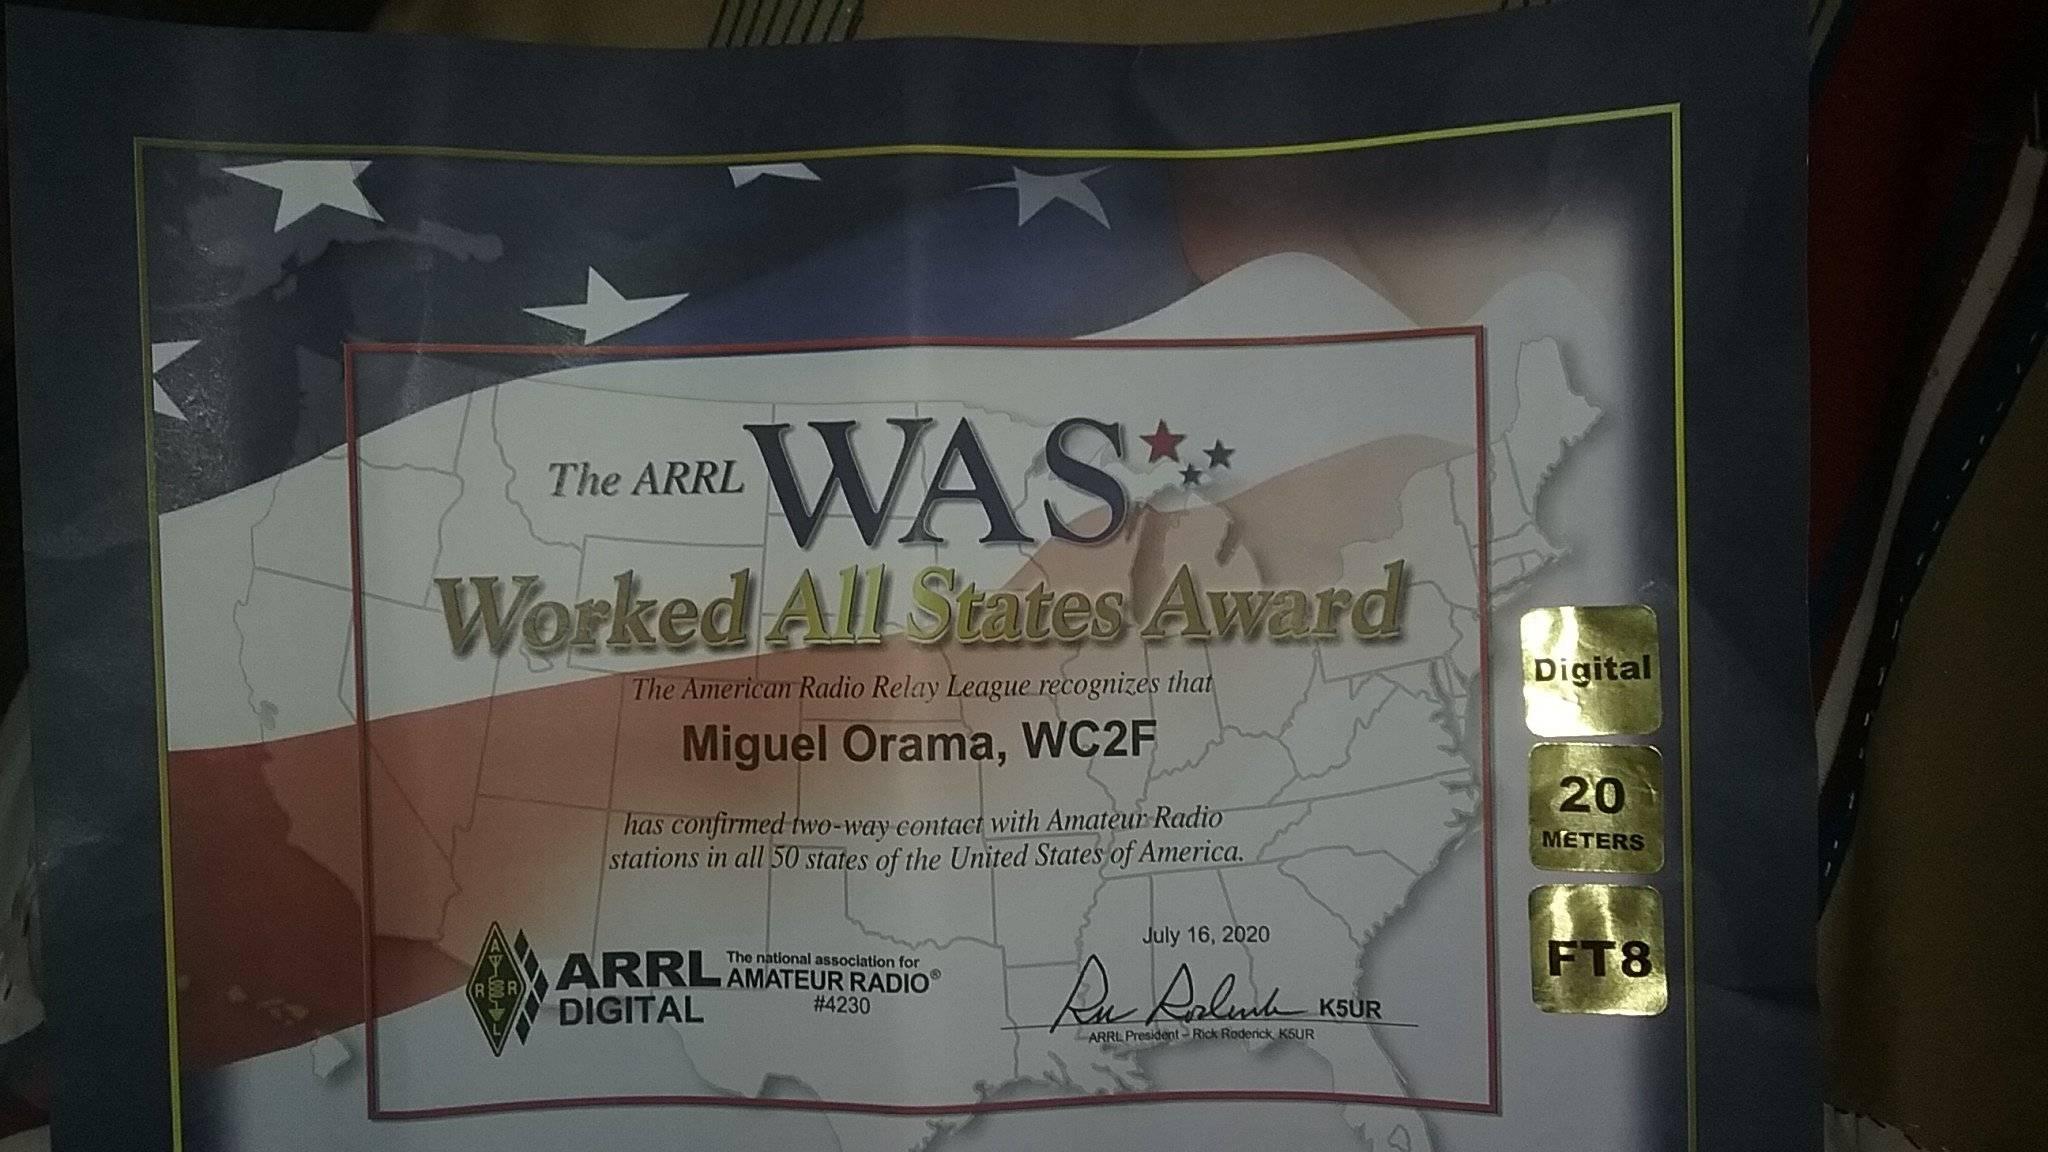 The ARRL WAS
Worked All States Award
The American Radio Relay League recognizes that
Miguel Orama, WC2F
has confirmed two-way contact with Amateur Radio
stations in all 50 states of the United States of America.
July 16, 2020
A
R R
L
ARRL The national association for
AMATEUR RADIO®
DIGITAL #4230
Rick Roderick K5UR
ARRL President – Rick Roderick, K5UR
Digital
20
METERS
FT8